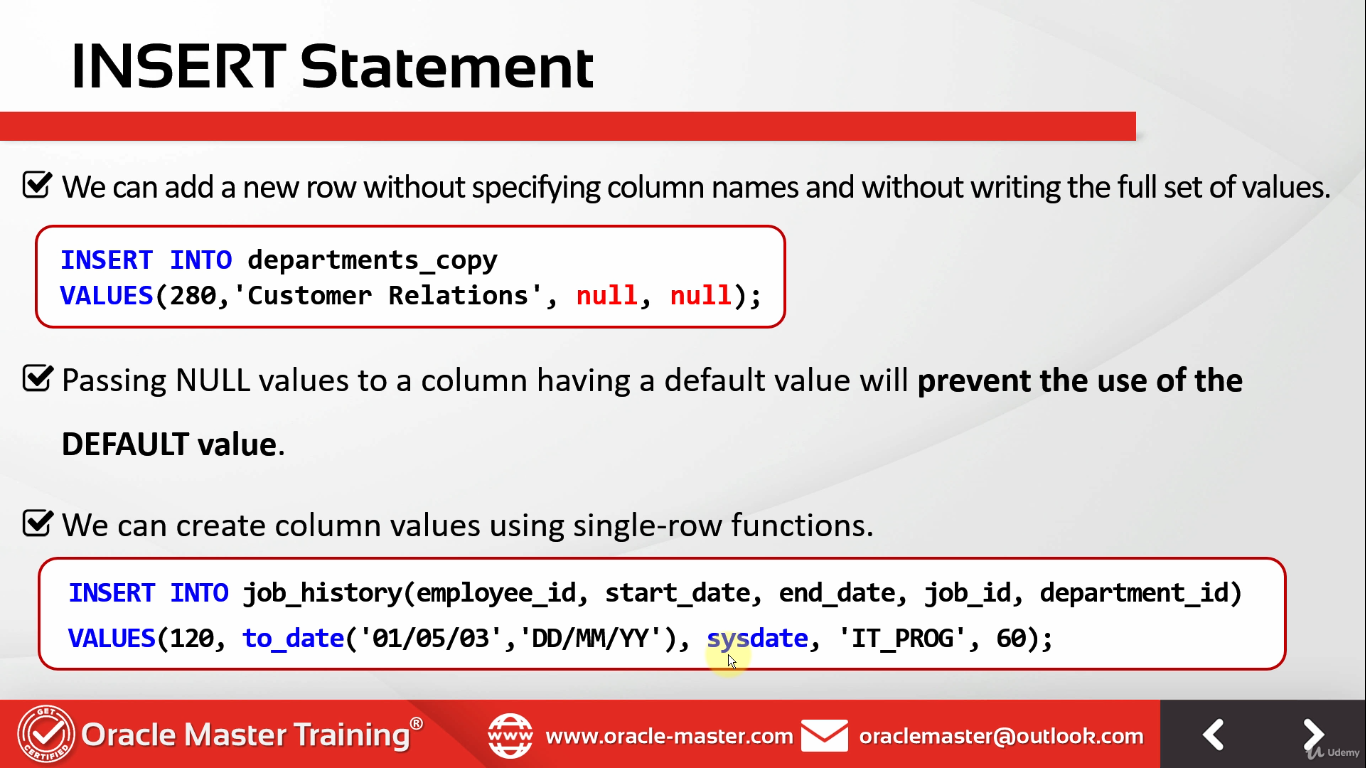 INSERT Statement
We can add a new row without specifying column names and without writing the full set of values.
INSERT INTO departments_copy
VALUES(280,'Customer Relations', null, null);
Passing NULL values to a column having a default value will prevent the use of the
DEFAULT value.
We can create column values using single-row functions.
INSERT INTO job_history(employee_id, start_date, end_date, job_id, department_id)
VALUES(120, to_date('01/05/03','DD/MM/YY'), sysdate, 'IT_PROG', 60);
GET
CERTIFIED
Oracle Master Training®
www
www.oracle-master.com
oraclemaster@outlook.com
Udemy